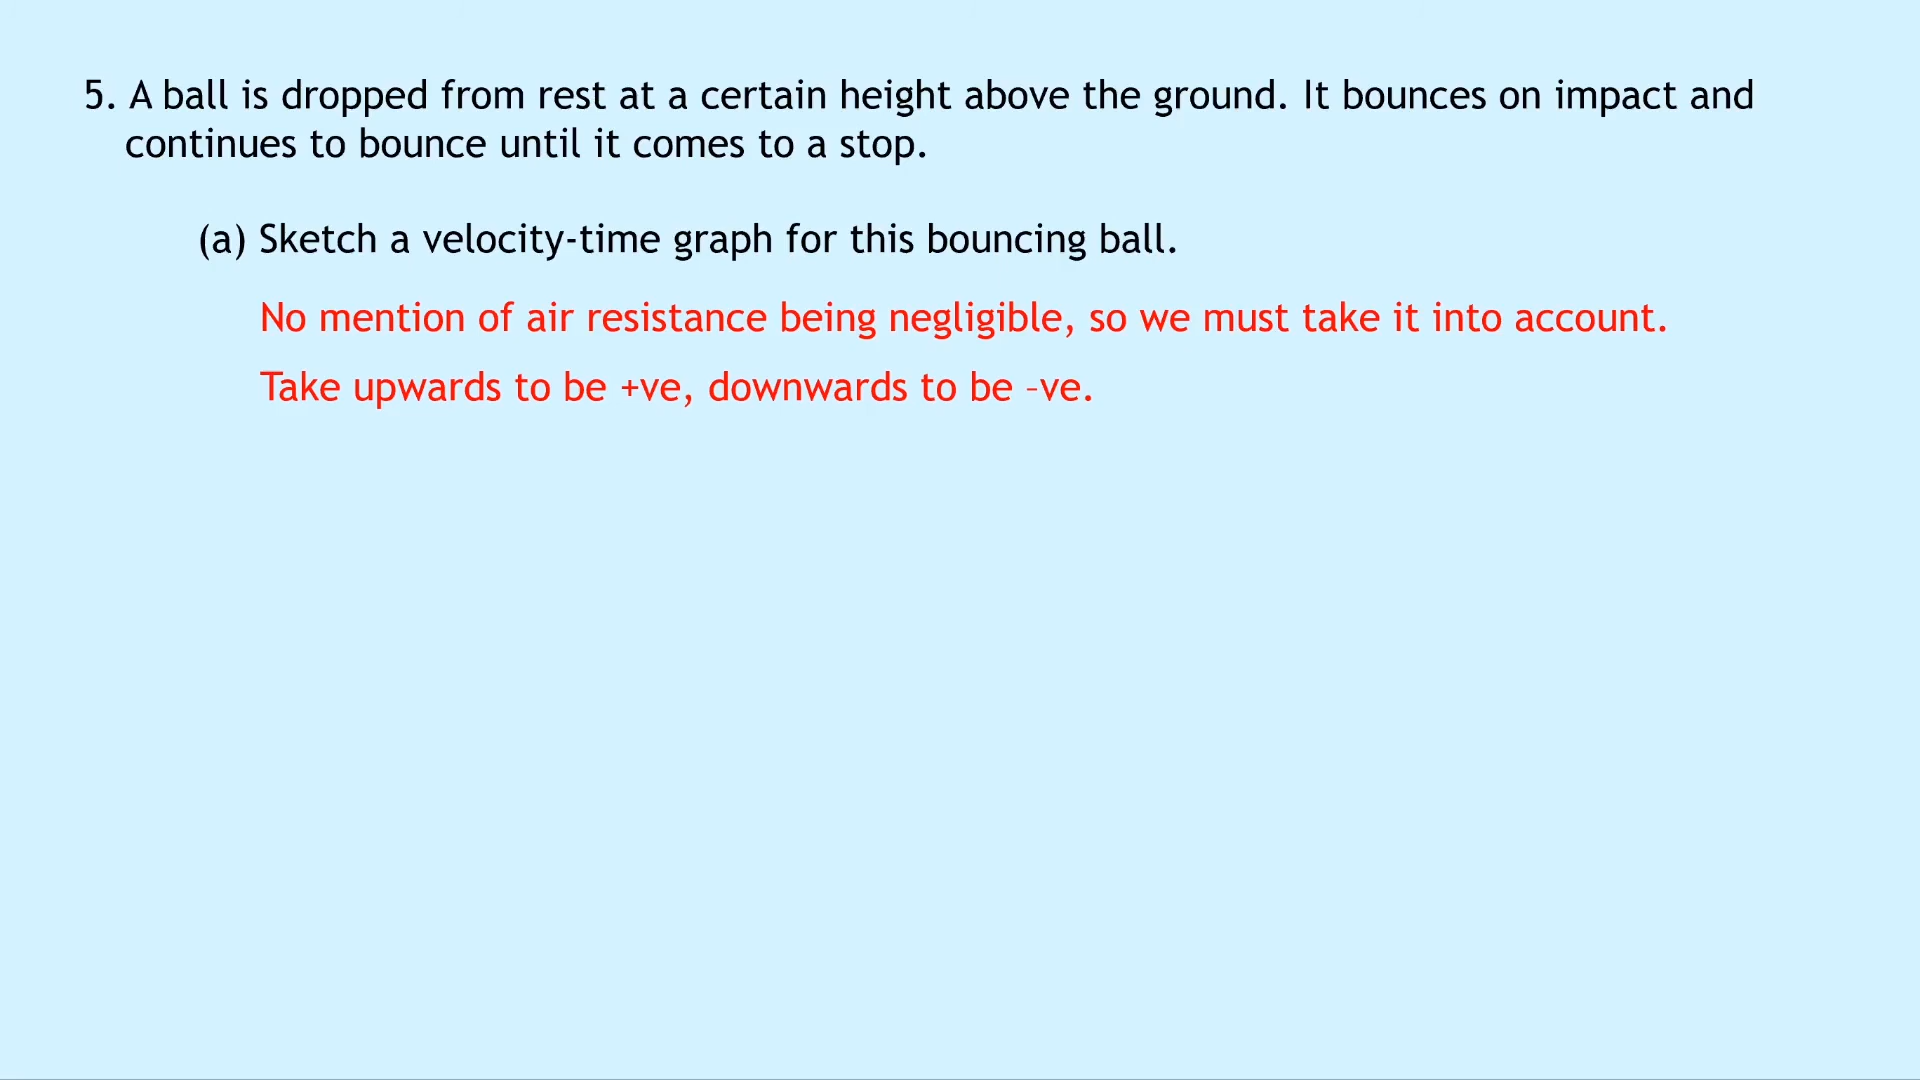 5. A ball is dropped from rest at a certain height above the ground. It bounces on impact and
continues to bounce until it comes to a stop.
(a) Sketch a velocity-time graph for this bouncing ball.
No mention of air resistance being negligible, so we must take it into account.
Take upwards to be +ve, downwards to be –ve.